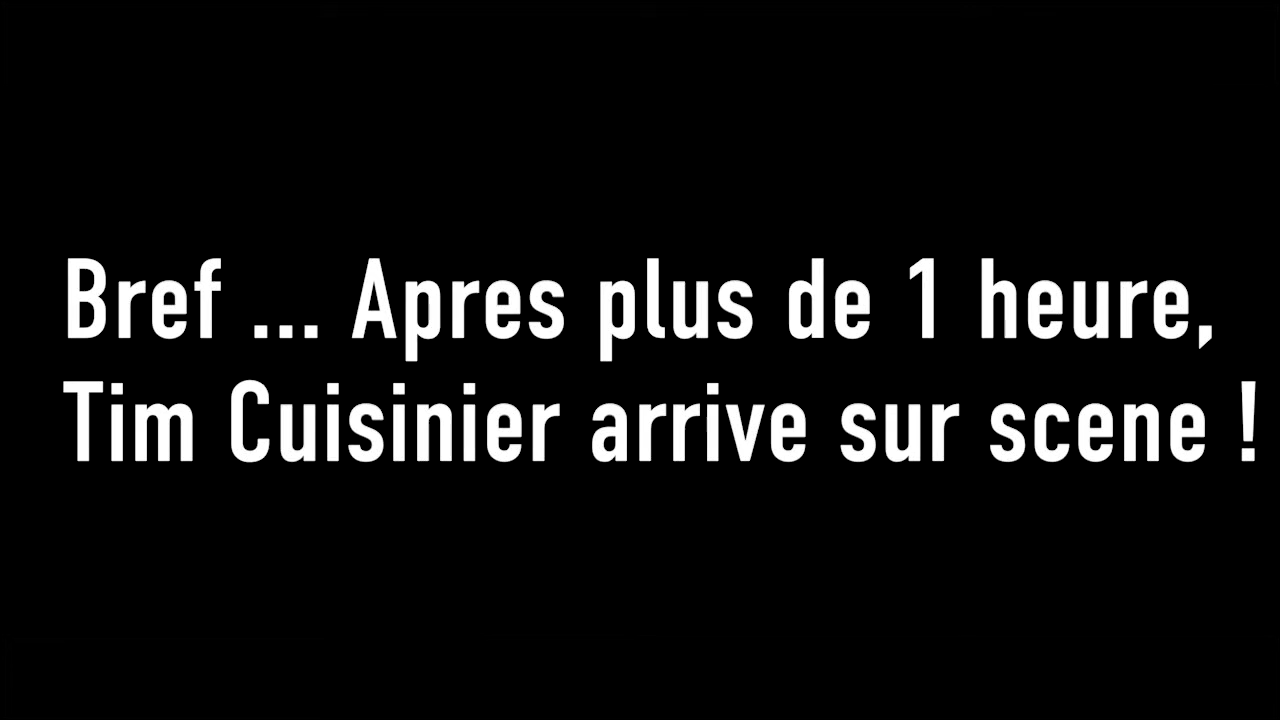 Bref ... Apres plus de 1 heure,
Tim Cuisinier arrive sur scene !